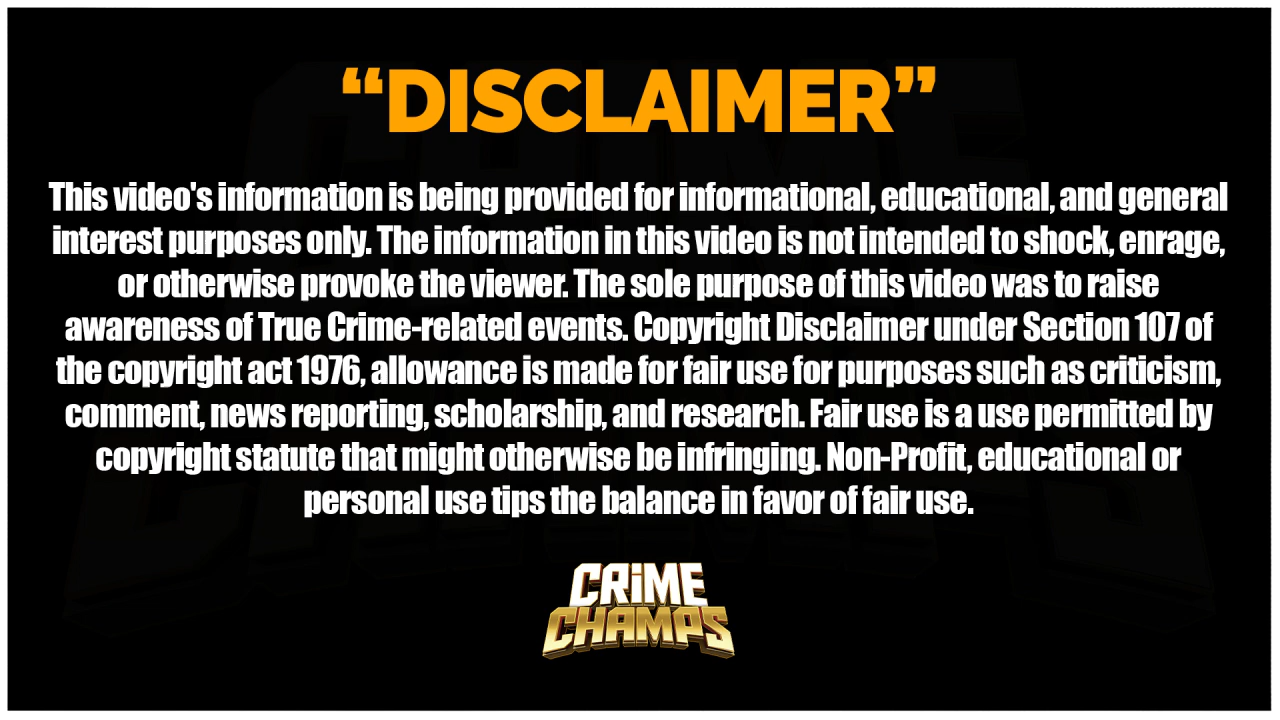 “DISCLAIMER”
This video's information is being provided for informational, educational, and general
interest purposes only. The information in this video is not intended to shock, enrage,
or otherwise provoke the viewer. The sole purpose of this video was to raise
awareness of True Crime-related events. Copyright Disclaimer under Section 107 of
the copyright act 1976, allowance is made for fair use for purposes such as criticism,
comment, news reporting, scholarship, and research. Fair use is a use permitted by
copyright statute that might otherwise be infringing. Non-Profit, educational or
personal use tips the balance in favor of fair use.
CRiME
CHAMPS